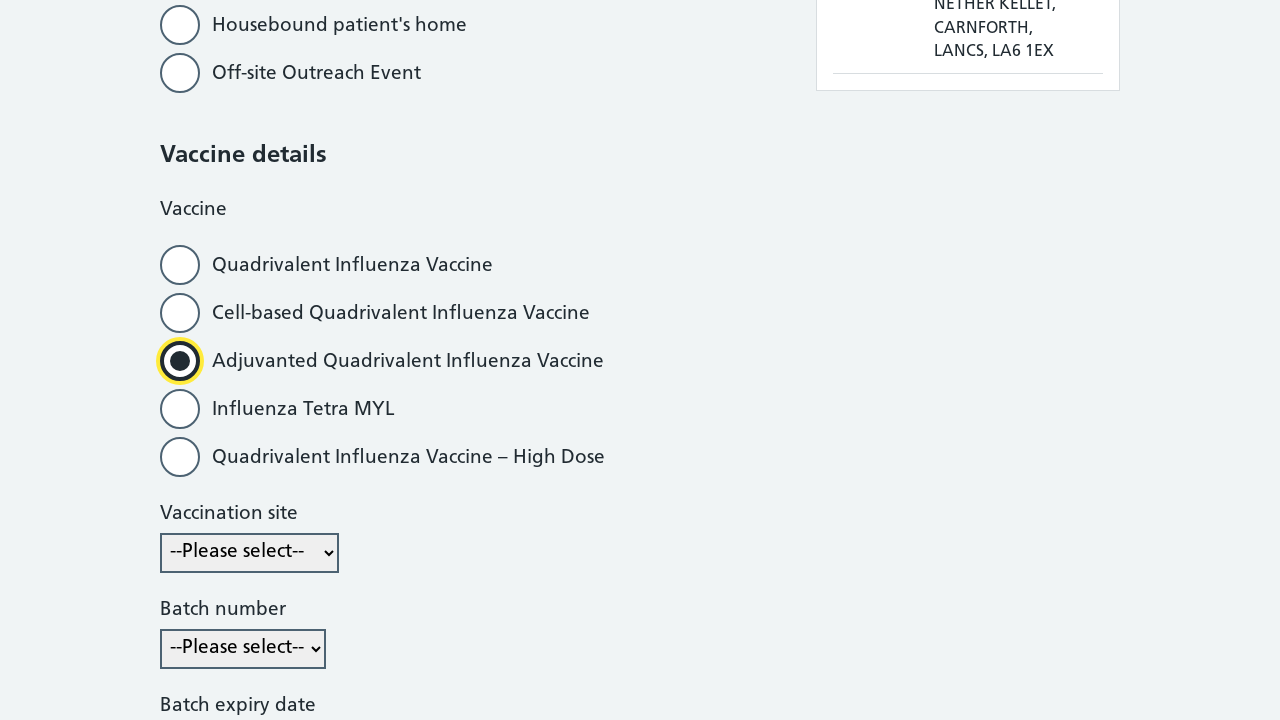 Housebound patient's home
Off-site Outreach Event
NETHER KELLET,
CARNFORTH,
LANCS, LA6 1EX
Vaccine details
Vaccine
Quadrivalent Influenza Vaccine
Cell-based Quadrivalent Influenza Vaccine
Adjuvanted Quadrivalent Influenza Vaccine
Influenza Tetra MYL
Quadrivalent Influenza Vaccine – High Dose
Vaccination site
--Please select--
Batch number
--Please select--
Batch expiry date